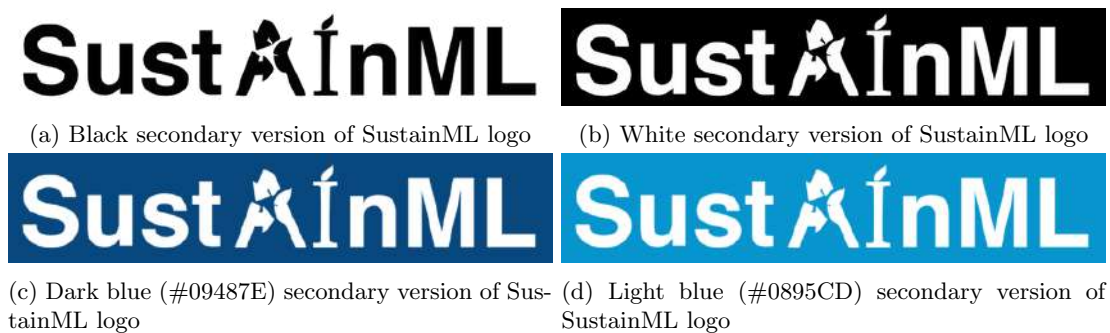 SustAInML
SustAInML
(a) Black secondary version of SustainML logo
(b) White secondary version of SustainML logo
SustAInML
SustAInML
(c) Dark blue (#09487E) secondary version of Sus-
tainML logo
(d) Light blue (#0895CD) secondary version of
SustainML logo